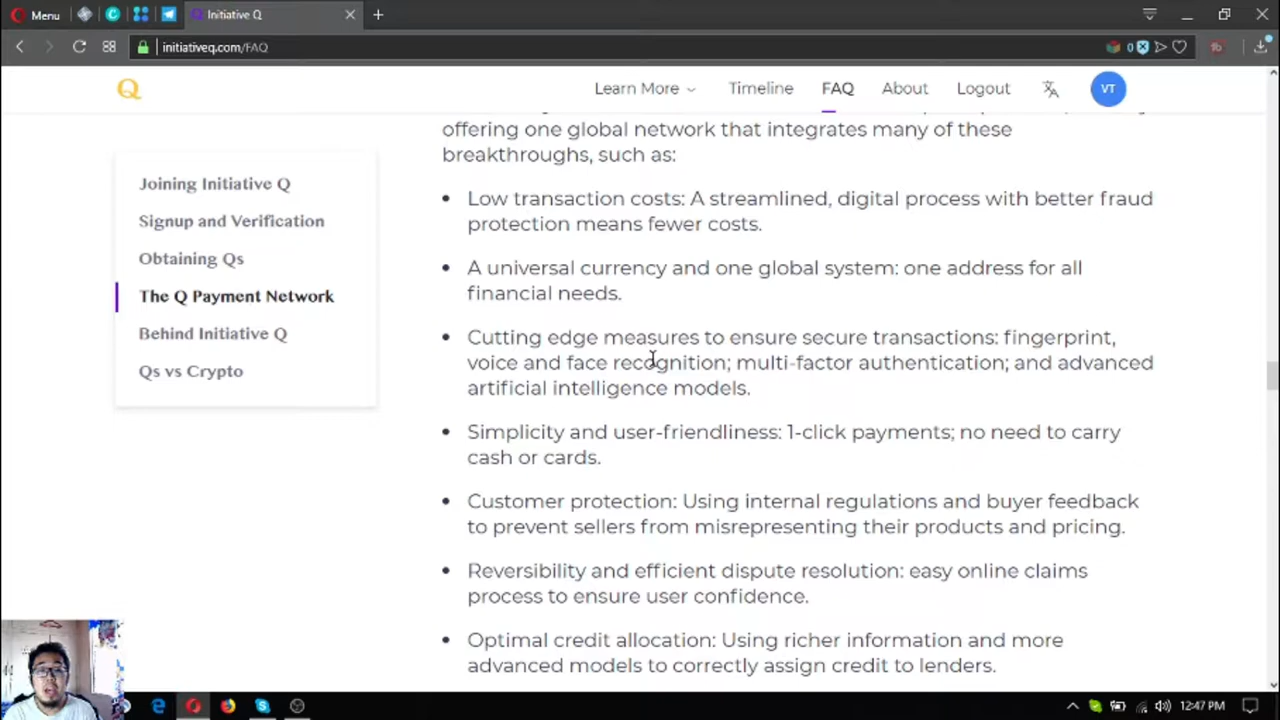 Menu
Initiative Q
initiativeq.com/FAQ
0
Q
Learn More
Timeline
FAQ
About
Logout
VT
Joining Initiative Q
Signup and Verification
Obtaining Qs
The Q Payment Network
Behind Initiative Q
Qs vs Crypto
offering one global network that integrates many of these
breakthroughs, such as:
• Low transaction costs: A streamlined, digital process with better fraud
protection means fewer costs.
• A universal currency and one global system: one address for all
financial needs.
• Cutting edge measures to ensure secure transactions: fingerprint,
voice and face recognition; multi-factor authentication; and advanced
artificial intelligence models.
• Simplicity and user-friendliness: 1-click payments; no need to carry
cash or cards.
• Customer protection: Using internal regulations and buyer feedback
to prevent sellers from misrepresenting their products and pricing.
• Reversibility and efficient dispute resolution: easy online claims
process to ensure user confidence.
• Optimal credit allocation: Using richer information and more
advanced models to correctly assign credit to lenders.
12:47 PM